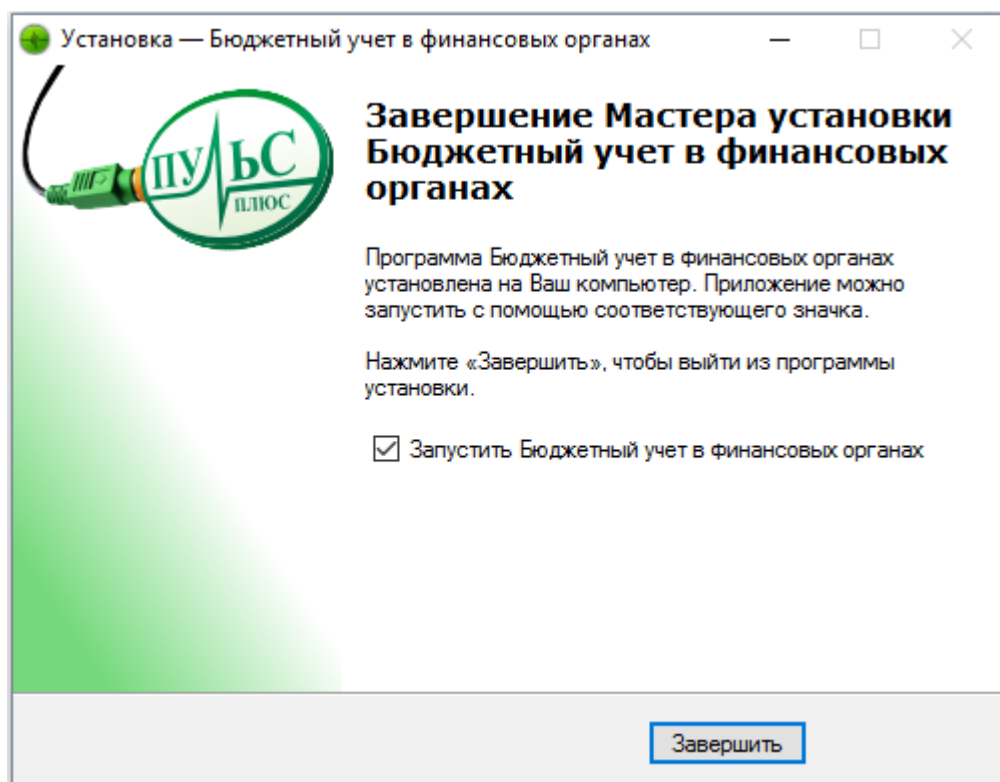 Установка — Бюджетный учет в финансовых органах
ПУЛЬС
ПЛЮС
Завершение Мастера установки
Бюджетный учет в финансовых
органах
Программа Бюджетный учет в финансовых органах
установлена на Ваш компьютер. Приложение можно
запустить с помощью соответствующего значка.
Нажмите «Завершить», чтобы выйти из программы
установки.
Запустить Бюджетный учет в финансовых органах
Завершить